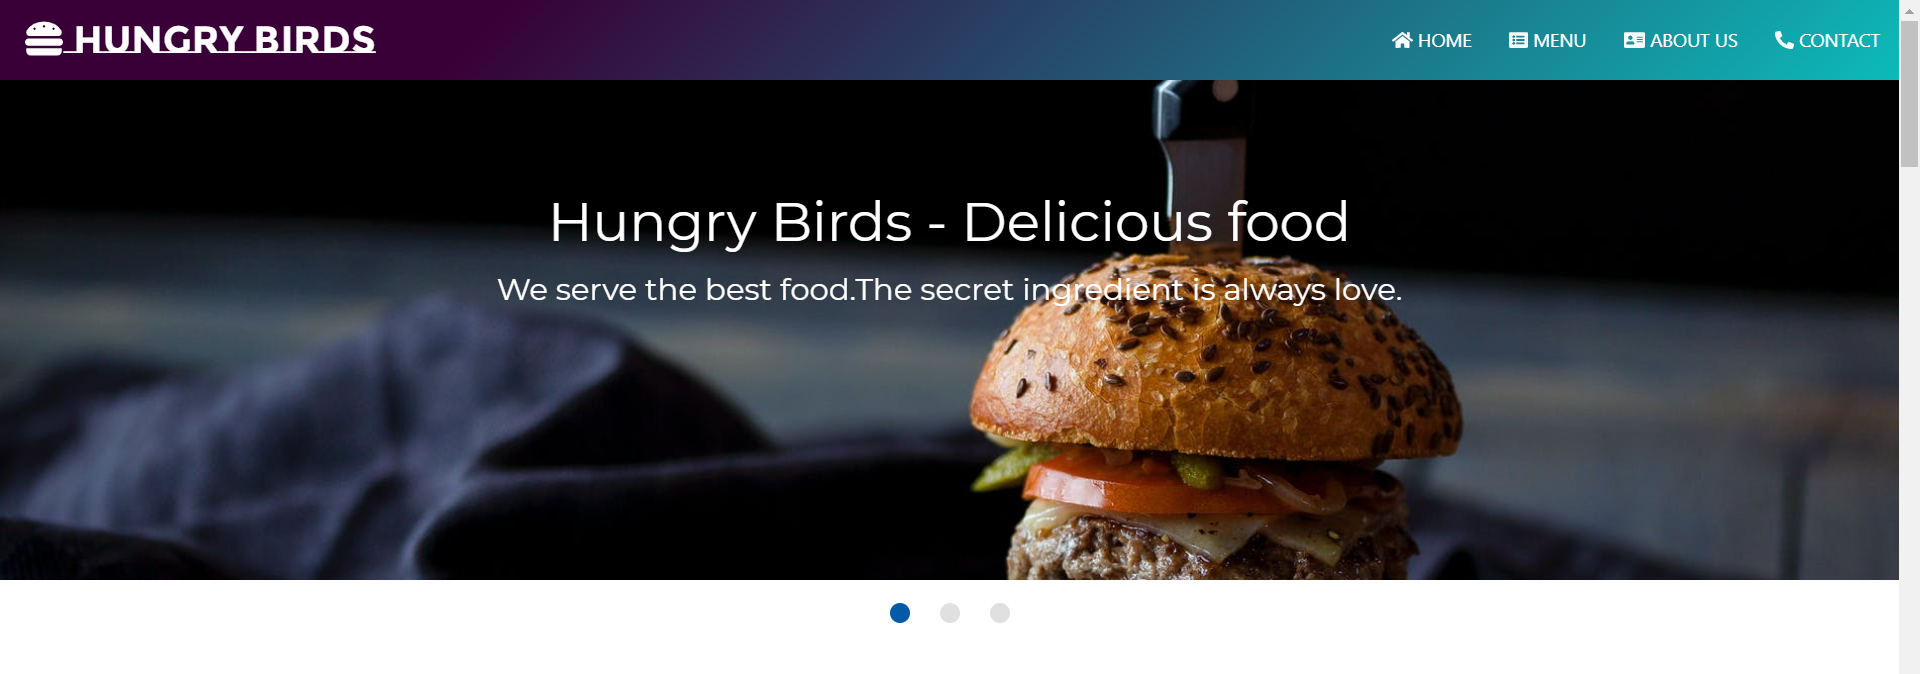 HUNGRY BIRDS
HOME MENU ABOUT US CONTACT
Hungry Birds - Delicious food
We serve the best food.The secret ingredient is always love.